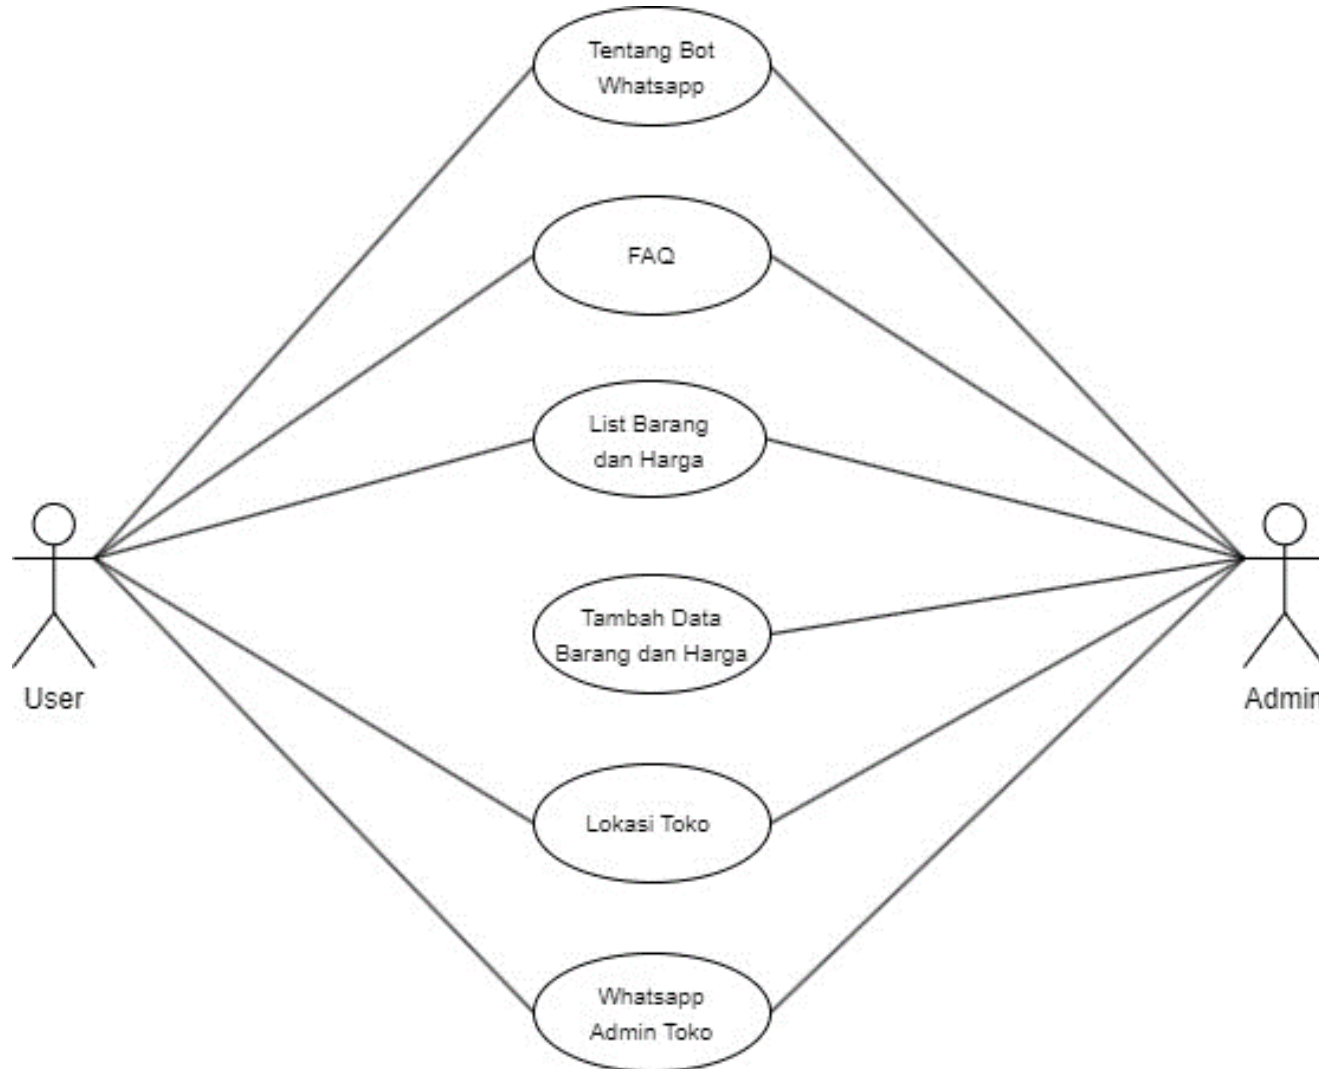 Tentang Bot
Whatsapp
FAQ
List Barang
dan Harga
Tambah Data
Barang dan Harga
User
Admin
Lokasi Toko
Whatsapp
Admin Toko